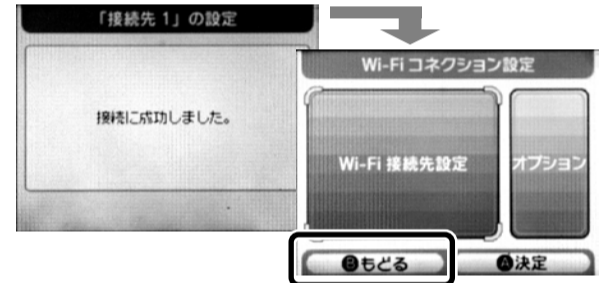 「接続先 1」の設定
接続に成功しました。
Wi-Fi コネクション設定
Wi-Fi 接続先設定
オプション
Ⓑもどる
Ⓐ決定